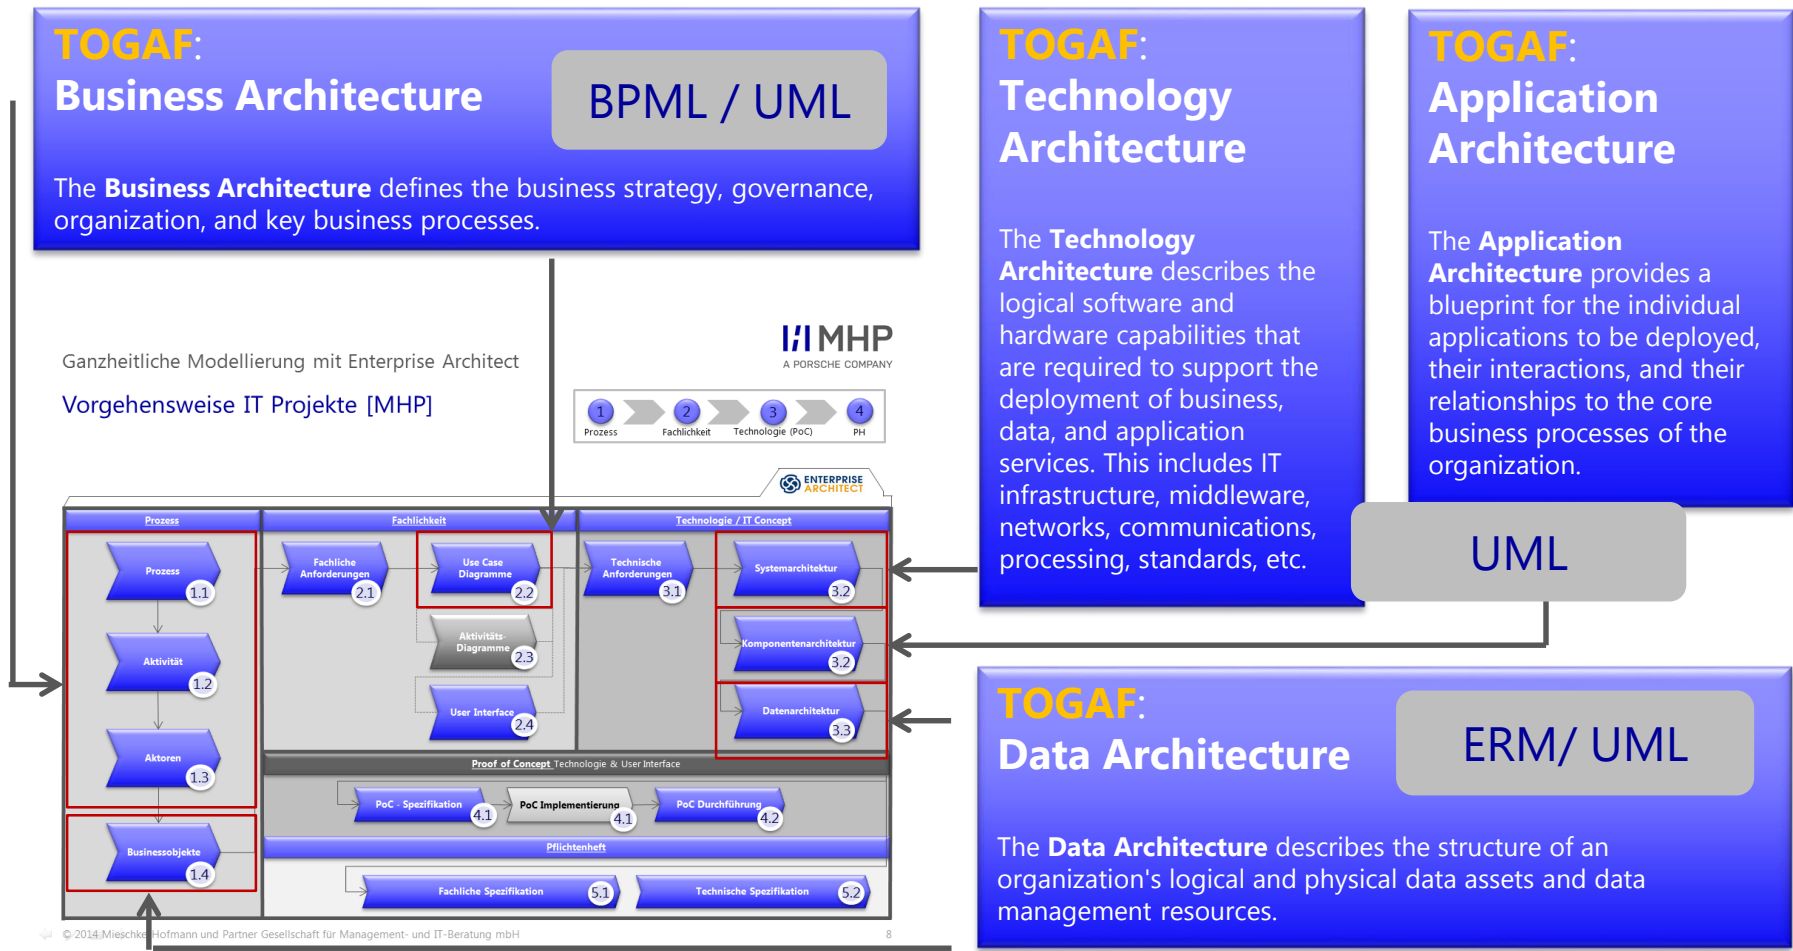 TOGAF:
Business Architecture
BPML / UML
The Business Architecture defines the business strategy, governance,
organization, and key business processes.
TOGAF:
Technology
Architecture
The Technology
Architecture describes the
logical software and
hardware capabilities that
are required to support the
deployment of business,
data, and application
services. This includes IT
infrastructure, middleware,
networks, communications,
processing, standards, etc.
TOGAF:
Application
Architecture
The Application
Architecture provides a
blueprint for the individual
applications to be deployed,
their interactions, and their
relationships to the core
business processes of the
organization.
UML
MHP
A PORSCHE COMPANY
Ganzheitliche Modellierung mit Enterprise Architect
Vorgehensweise IT Projekte [MHP]
1
2
3
4
Prozess
Fachlichkeit
Technologie (PoC)
PH
ENTERPRISE
ARCHITECT
Prozess
Fachlichkeit
Technologie / IT Concept
Prozess
1.1
Aktivität
1.2
Aktoren
1.3
Businessobjekte
1.4
Fachliche
Anforderungen
2.1
Use Case
Diagramme
2.2
Aktivitäts-
Diagramme
2.3
User Interface
2.4
Technische
Anforderungen
3.1
Systemarchitektur
3.2
Komponentenarchitektur
3.2
Datenarchitektur
3.3
Proof of Concept Technologie & User Interface
PoC - Spezifikation
4.1
PoC Implementierung
4.1
PoC Durchführung
4.2
Pflichtenheft
Fachliche Spezifikation
5.1
Technische Spezifikation
5.2
© 2014 Mieschke Hofmann und Partner Gesellschaft für Management- und IT-Beratung mbH
8
TOGAF:
Data Architecture
ERM/ UML
The Data Architecture describes the structure of an
organization's logical and physical data assets and data
management resources.